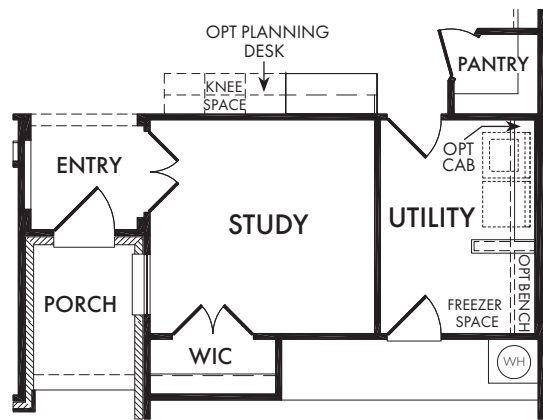 OPT PLANNING
DESK
KNEE
SPACE
PANTRY
OPT
CAB
ENTRY
STUDY
UTILITY
OPT BENCH
PORCH
FREEZER
SPACE
WIC
WH